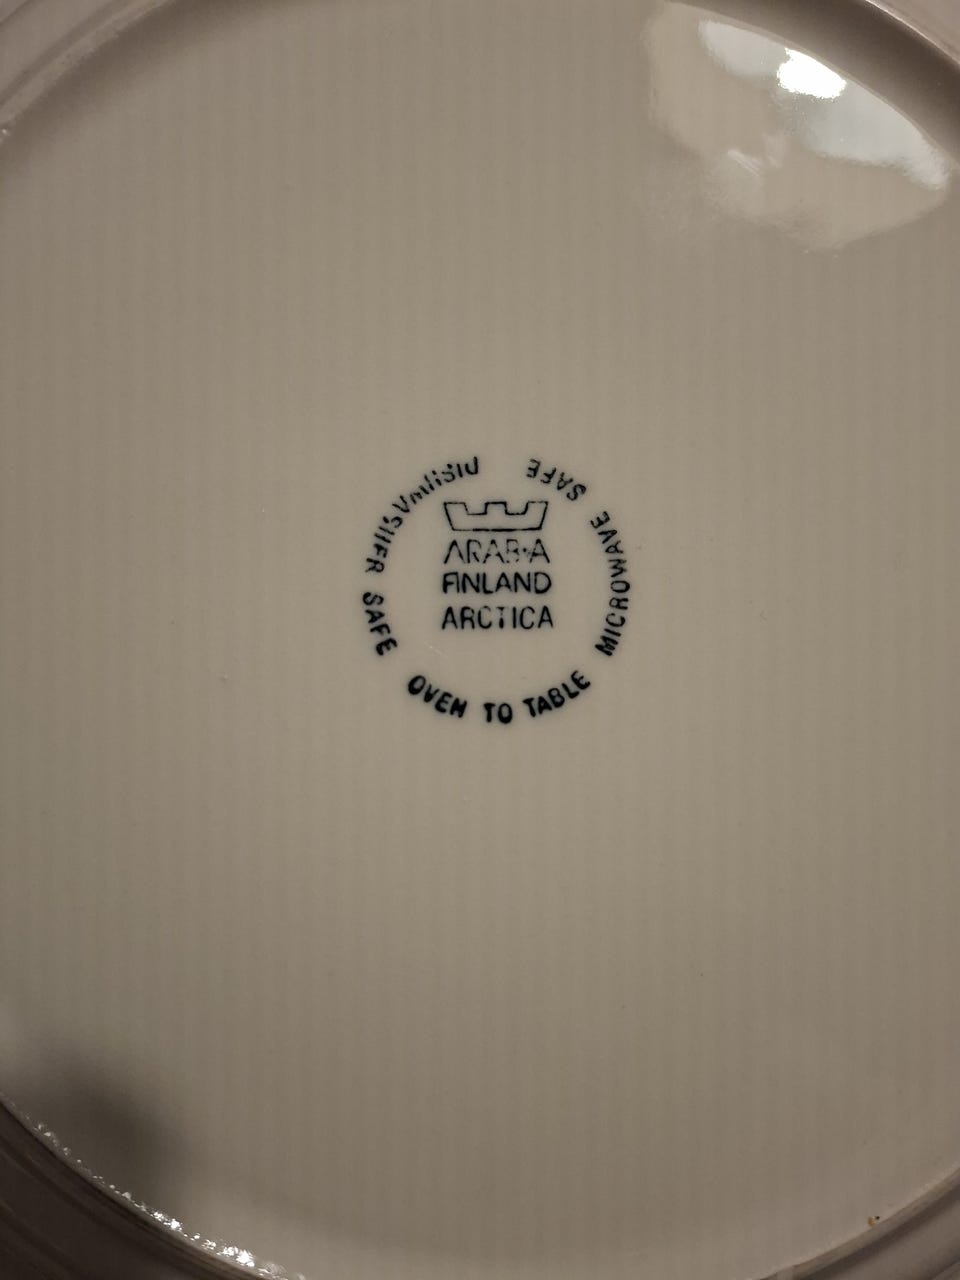 ARABIA
FINLAND
ARCTICA
DISHWASHER SAFE OVEN TO TABLE MICROWAVE SAFE